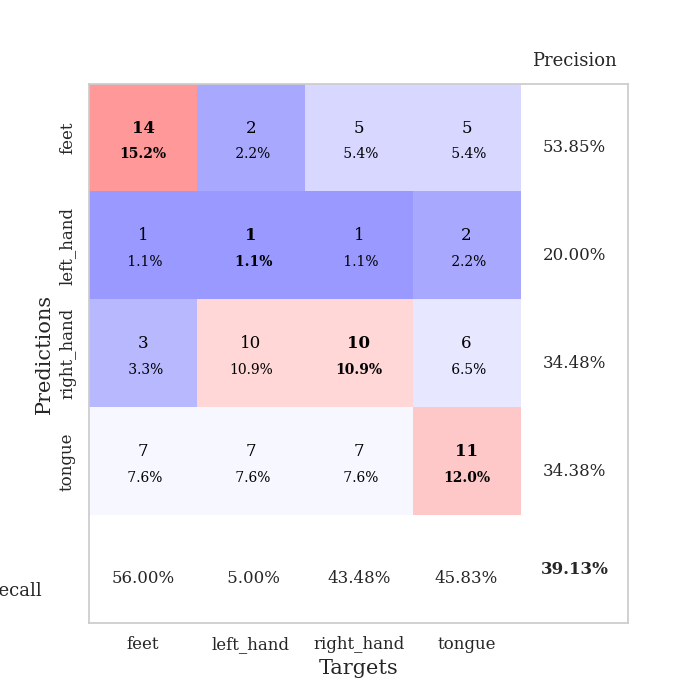 Precision
feet
14 2 5 5
15.2% 2.2% 5.4% 5.4%
53.85%
left_hand
1 1 1 2
1.1% 1.1% 1.1% 2.2%
20.00%
Predictions
right_hand
3 10 10 6
3.3% 10.9% 10.9% 6.5%
34.48%
tongue
7 7 7 11
7.6% 7.6% 7.6% 12.0%
34.38%
ecall
56.00% 5.00% 43.48% 45.83%
39.13%
feet left_hand right_hand tongue
Targets